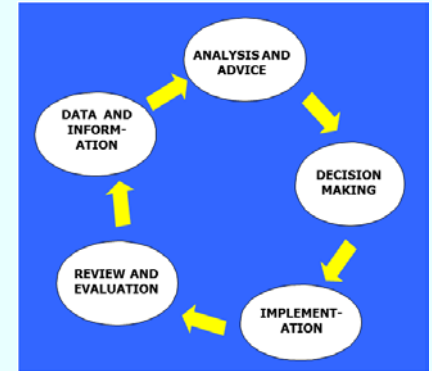 ANALYSIS AND
ADVICE
DATA AND
INFORM-
ATION
DECISION
MAKING
REVIEW AND
EVALUATION
IMPLEMENT-
ATION